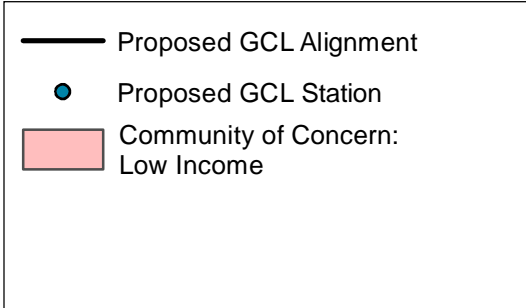 Proposed GCL Alignment
Proposed GCL Station
Community of Concern:
Low Income